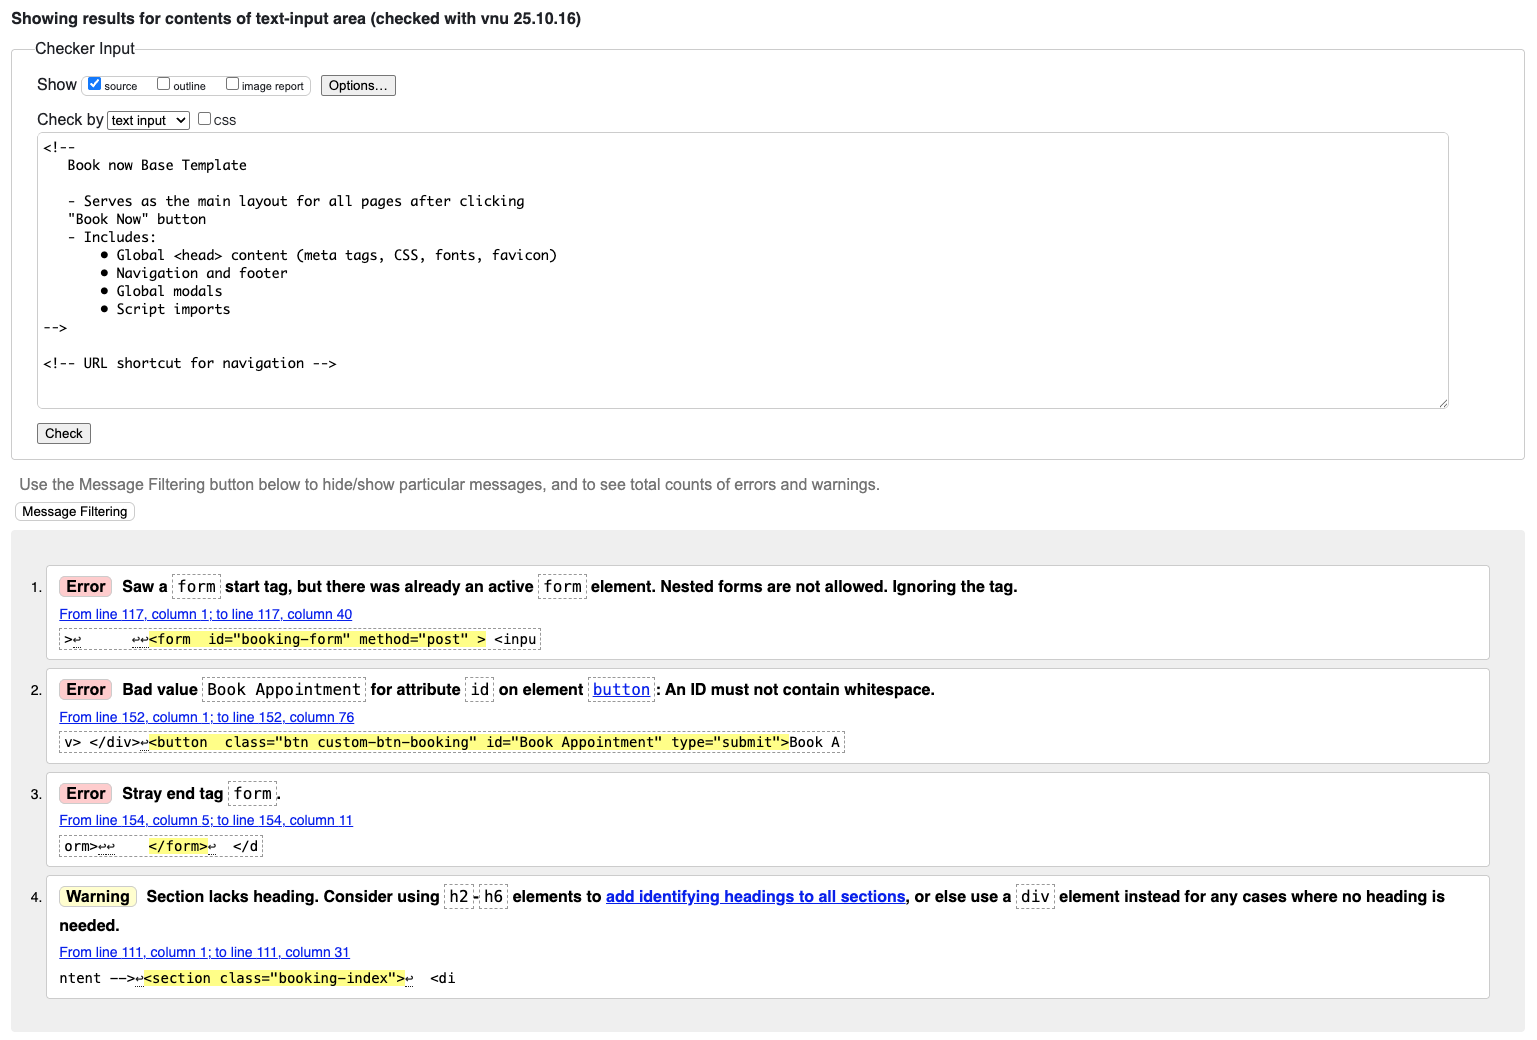 Showing results for contents of text-input area (checked with vnu 25.10.16)
Checker Input
Show source outline image report Options...
Check by text input CSS
<!--
Book now Base Template
- Serves as the main layout for all pages after clicking
"Book Now" button
- Includes:
● Global <head> content (meta tags, CSS, fonts, favicon)
● Navigation and footer
● Global modals
● Script imports
-->
<!-- URL shortcut for navigation -->
Check
Use the Message Filtering button below to hide/show particular messages, and to see total counts of errors and warnings.
Message Filtering
1. Error Saw a form start tag, but there was already an active form element. Nested forms are not allowed. Ignoring the tag.
From line 117, column 1; to line 117, column 40
>↩ ↩↩<form  id="booking-form" method="post" > <inpu
2. Error Bad value Book Appointment for attribute id on element button: An ID must not contain whitespace.
From line 152, column 1; to line 152, column 76
v> </div>↩<button  class="btn custom-btn-booking" id="Book Appointment" type="submit">Book A
3. Error Stray end tag form.
From line 154, column 5; to line 154, column 11
orm>↩↩    </form>↩  </d
4. Warning Section lacks heading. Consider using h2-h6 elements to add identifying headings to all sections, or else use a div element instead for any cases where no heading is
needed.
From line 111, column 1; to line 111, column 31
ntent -->↩<section class="booking-index">↩  <di